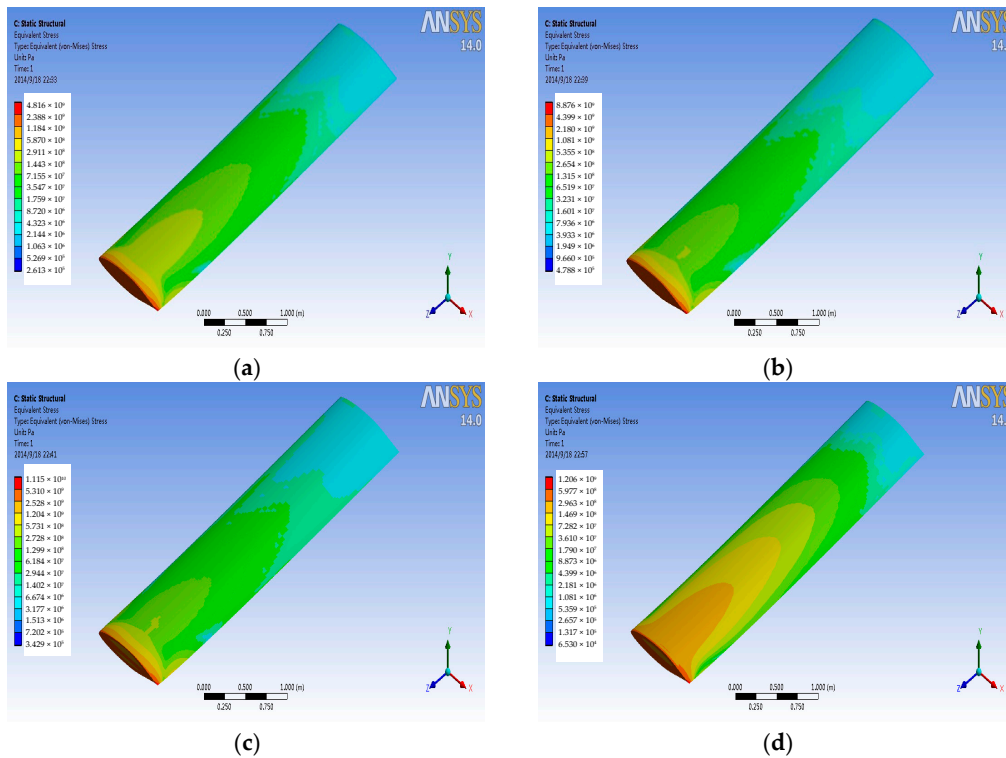 C: Static Structural
Equivalent Stress
Type: Equivalent (von-Mises) Stress
Unit: Pa
Time: 1
2014/9/18 22:33
ANSYS
14.0
4.816 × 10⁹
2.388 × 10⁹
1.184 × 10⁹
5.870 × 10⁸
2.911 × 10⁸
1.443 × 10⁸
7.155 × 10⁷
3.547 × 10⁷
1.759 × 10⁷
8.720 × 10⁶
4.323 × 10⁶
2.144 × 10⁶
1.063 × 10⁶
5.269 × 10⁵
2.613 × 10⁵
Y
Z X
0.000 0.500 1.000 (m)
0.250 0.750
(a)
C: Static Structural
Equivalent Stress
Type: Equivalent (von-Mises) Stress
Unit: Pa
Time: 1
2014/9/18 22:39
ANSYS
14.0
8.876 × 10⁹
4.399 × 10⁹
2.180 × 10⁹
1.081 × 10⁹
5.355 × 10⁸
2.654 × 10⁸
1.315 × 10⁸
6.519 × 10⁷
3.231 × 10⁷
1.601 × 10⁷
7.936 × 10⁶
3.933 × 10⁶
1.949 × 10⁶
9.660 × 10⁵
4.788 × 10⁵
Y
Z X
0.000 0.500 1.000 (m)
0.250 0.750
(b)
C: Static Structural
Equivalent Stress
Type: Equivalent (von-Mises) Stress
Unit: Pa
Time: 1
2014/9/18 22:41
ANSYS
14.0
1.115 × 10¹⁰
5.310 × 10⁹
2.528 × 10⁹
1.204 × 10⁹
5.731 × 10⁸
2.728 × 10⁸
1.299 × 10⁸
6.184 × 10⁷
2.944 × 10⁷
1.402 × 10⁷
6.674 × 10⁶
3.177 × 10⁶
1.513 × 10⁶
7.202 × 10⁵
3.429 × 10⁵
Y
Z X
0.000 0.500 1.000 (m)
0.250 0.750
(c)
C: Static Structural
Equivalent Stress
Type: Equivalent (von-Mises) Stress
Unit: Pa
Time: 1
2014/9/18 22:57
ANSYS
14.0
1.206 × 10⁹
5.977 × 10⁸
2.963 × 10⁸
1.469 × 10⁸
7.282 × 10⁷
3.610 × 10⁷
1.790 × 10⁷
8.873 × 10⁶
4.399 × 10⁶
2.181 × 10⁶
1.081 × 10⁶
5.359 × 10⁵
2.657 × 10⁵
1.317 × 10⁵
6.530 × 10⁴
Y
Z X
0.000 0.500 1.000 (m)
0.250 0.750
(d)